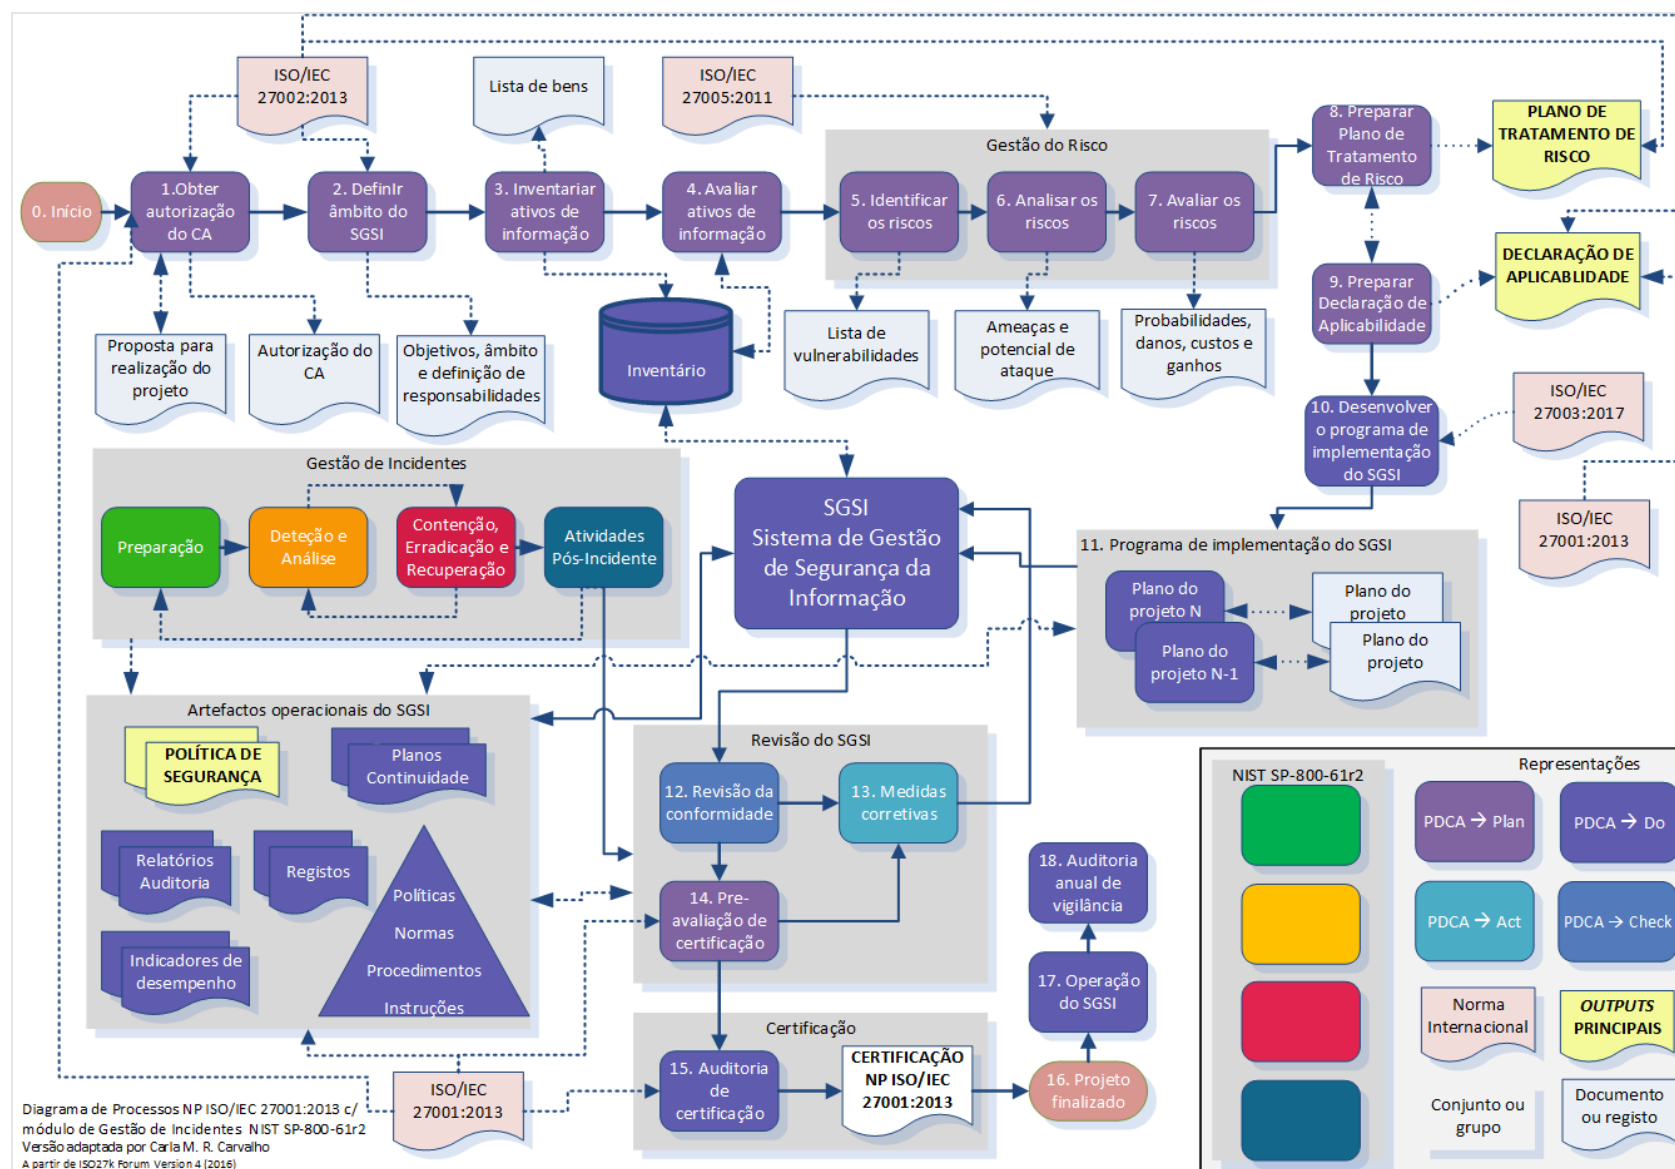 ISO/IEC
27002:2013
Lista de bens
ISO/IEC
27005:2011
Gestão do Risco
8. Preparar
Plano de
Tratamento
de Risco
PLANO DE
TRATAMENTO DE
RISCO
0. Início
1.Obter
autorização
do CA
2. Definir
âmbito do
SGSI
3. Inventariar
ativos de
informação
4. Avaliar
ativos de
informação
5. Identificar
os riscos
6. Analisar os
riscos
7. Avaliar os
riscos
DECLARAÇÃO DE
APLICABLIDADE
9. Preparar
Declaração de
Aplicabilidade
Proposta para
realização do
projeto
Autorização do
CA
Objetivos, âmbito
e definição de
responsabilidades
Inventário
Lista de
vulnerabilidades
Ameaças e
potencial de
ataque
Probabilidades,
danos, custos e
ganhos
ISO/IEC
27003:2017
10. Desenvolver
o programa de
implementação
do SGSI
Gestão de Incidentes
Preparação
Deteção e
Análise
Contenção,
Erradicação e
Recuperação
Atividades
Pós-Incidente
SGSI
Sistema de Gestão
de Segurança da
Informação
ISO/IEC
27001:2013
11. Programa de implementação do SGSI
Plano do
projeto N
Plano do
projeto
Plano do
projeto N-1
Plano do
projeto
Artefactos operacionais do SGSI
POLÍTICA DE
SEGURANÇA
Planos
Continuidade
Relatórios
Auditoria
Registos
Indicadores de
desempenho
Políticas
Normas
Procedimentos
Instruções
Revisão do SGSI
12. Revisão da
conformidade
13. Medidas
corretivas
14. Pre-
avaliação de
certificação
18. Auditoria
anual de
vigilância
17. Operação
do SGSI
Certificação
15. Auditoria
de
certificação
CERTIFICAÇÃO
NP ISO/IEC
27001:2013
16. Projeto
finalizado
ISO/IEC
27001:2013
NIST SP-800-61r2
Representações
PDCA → Plan
PDCA → Do
PDCA → Act
PDCA → Check
Norma
Internacional
OUTPUTS
PRINCIPAIS
Conjunto ou
grupo
Documento
ou registo
Diagrama de Processos NP ISO/IEC 27001:2013 c/
módulo de Gestão de Incidentes NIST SP-800-61r2
Versão adaptada por Carla M. R. Carvalho
A partir de ISO27k Forum Version 4 (2016)